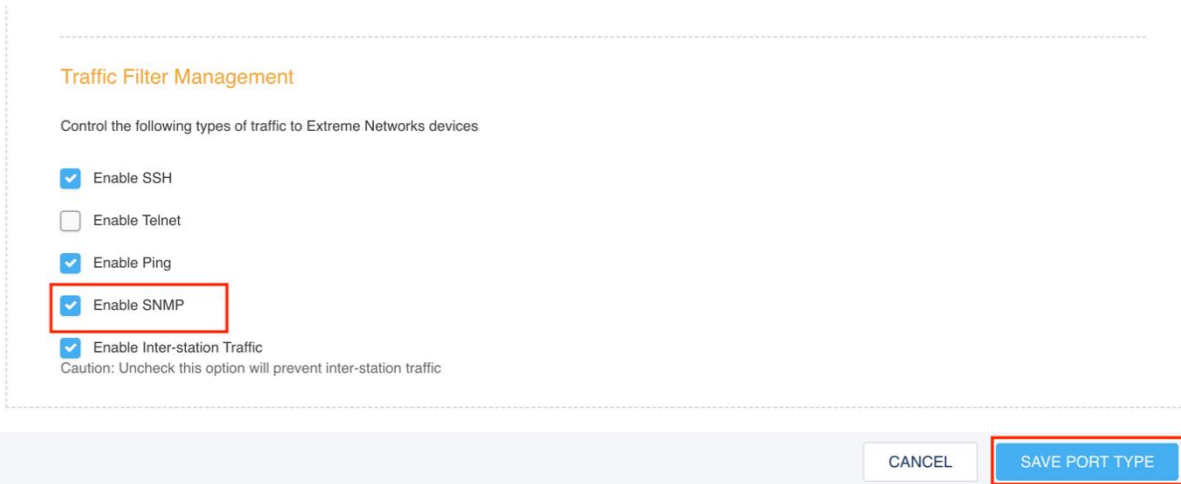 Traffic Filter Management
Control the following types of traffic to Extreme Networks devices
Enable SSH
Enable Telnet
Enable Ping
Enable SNMP
Enable Inter-station Traffic
Caution: Uncheck this option will prevent inter-station traffic
CANCEL
SAVE PORT TYPE